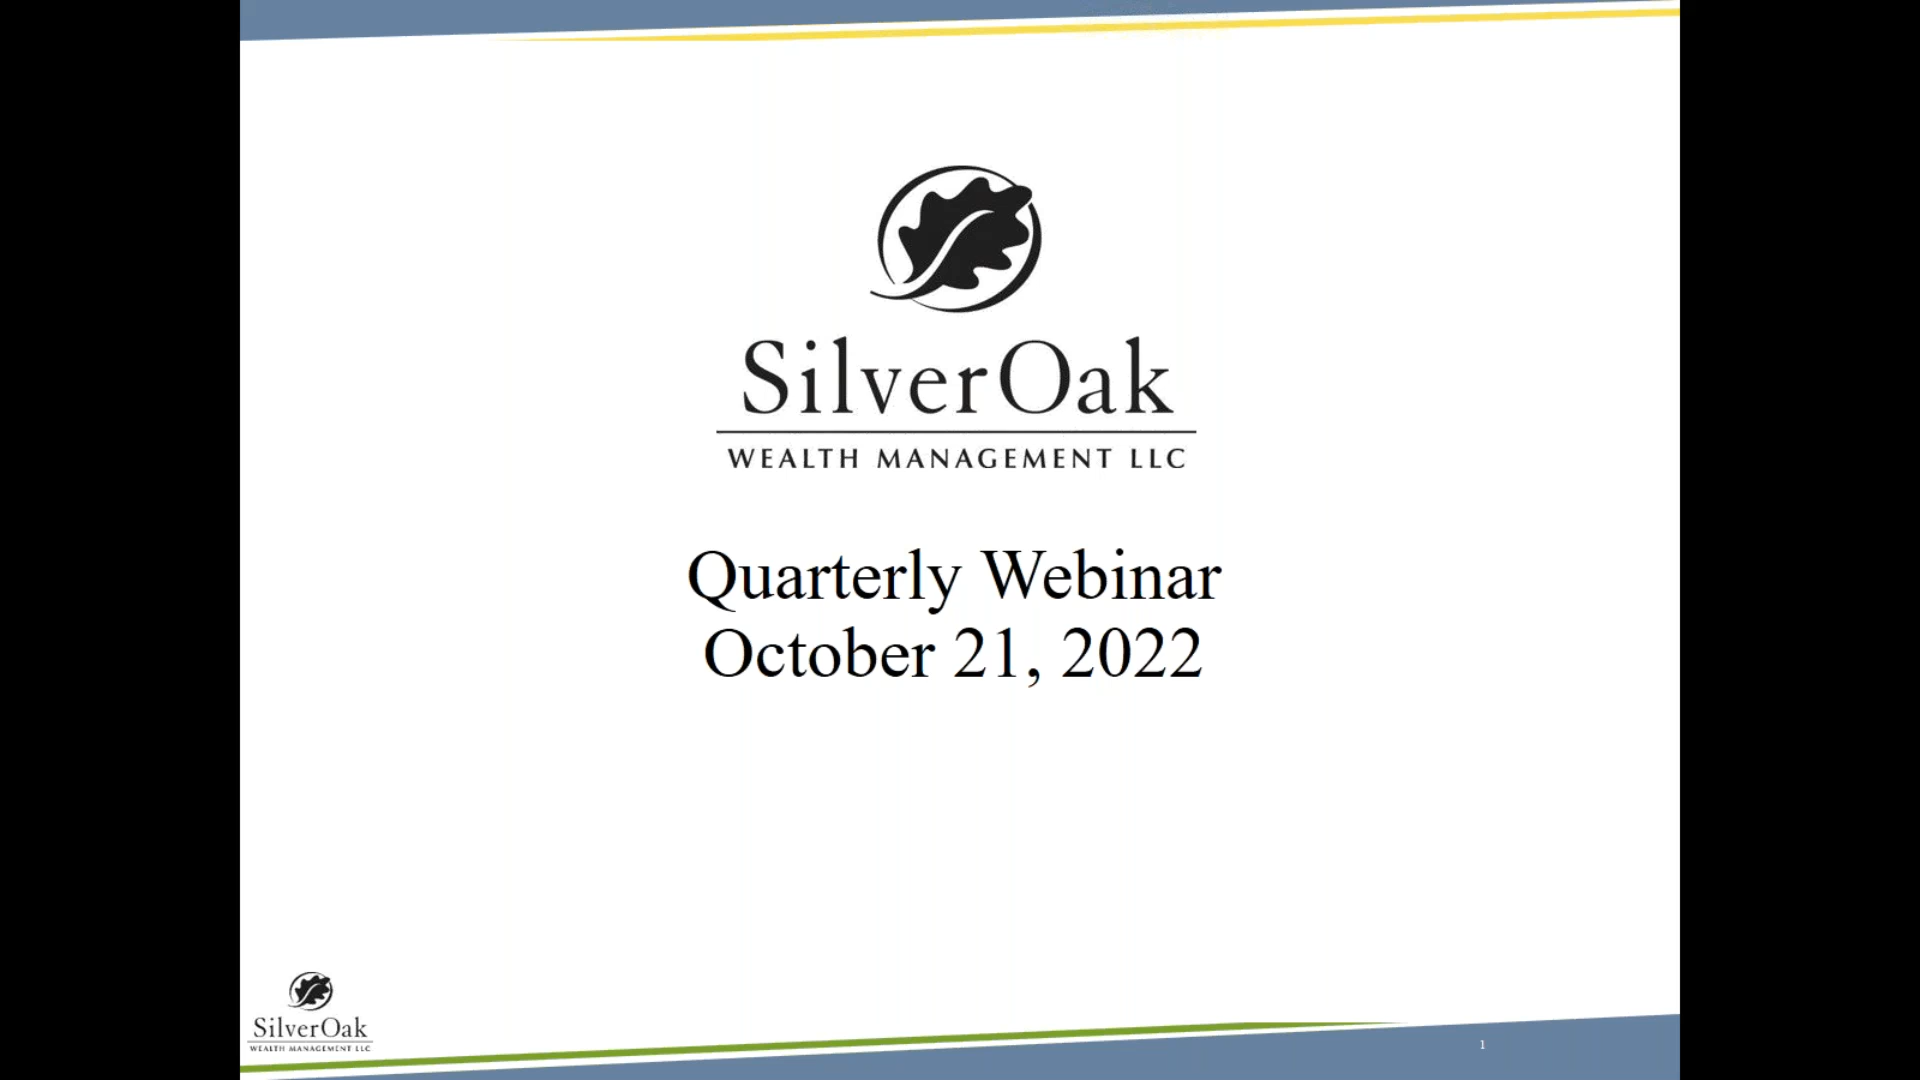 SilverOak
WEALTH MANAGEMENT LLC
Quarterly Webinar
October 21, 2022
SilverOak
WEALTH MANAGEMENT LLC
1